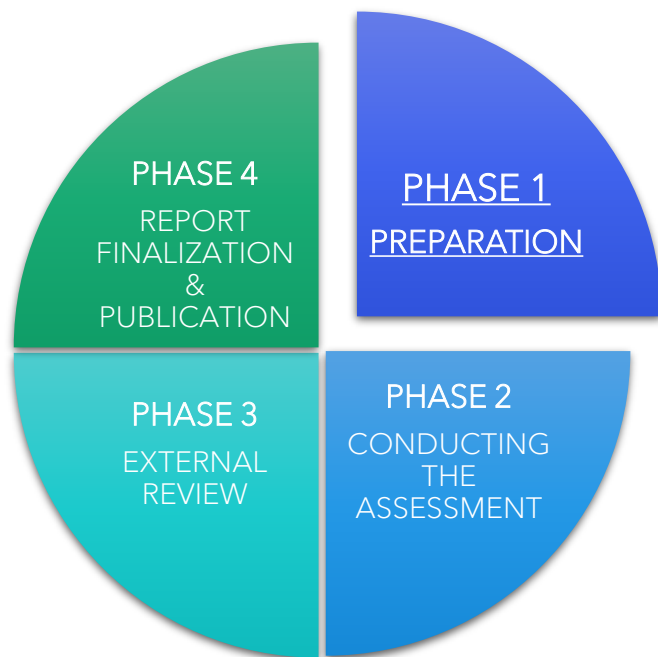 PHASE 1
PREPARATION
PHASE 2
CONDUCTING
THE
ASSESSMENT
PHASE 3
EXTERNAL
REVIEW
PHASE 4
REPORT
FINALIZATION
&
PUBLICATION